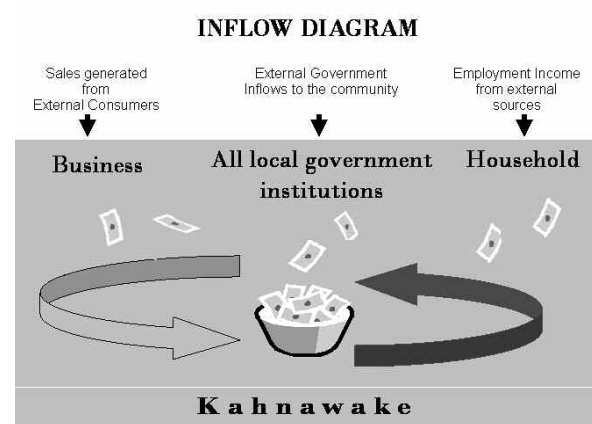 INFLOW DIAGRAM
Sales generated
from
External Consumers
External Government
Inflows to the community
Employment Income
from external
sources
Business
All local government
institutions
Household
Kahnawake